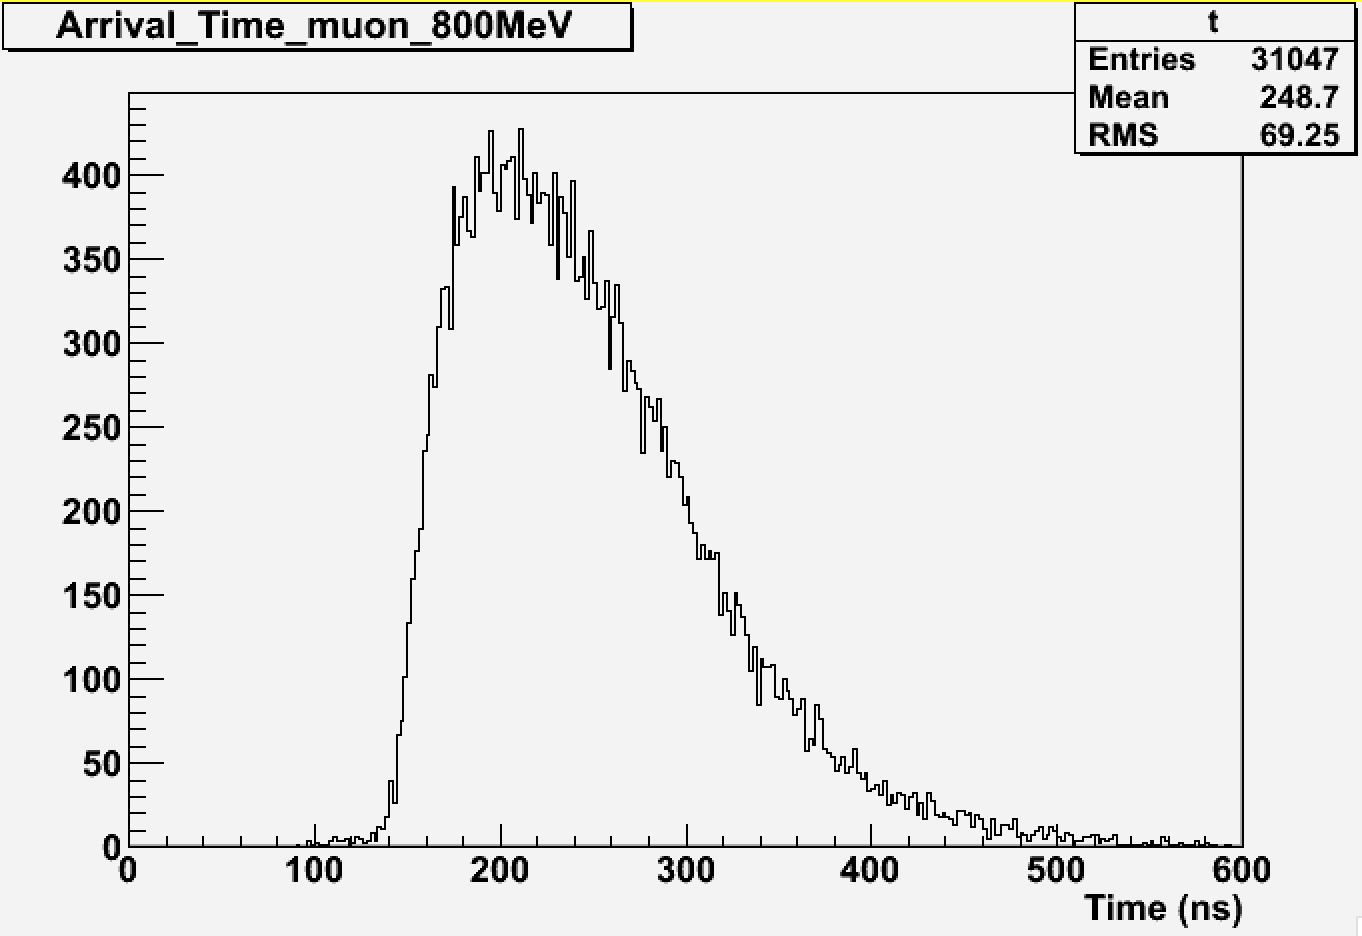 Arrival_Time_muon_800MeV
t
Entries 31047
Mean 248.7
RMS 69.25
400
350
300
250
200
150
100
50
0
0 100 200 300 400 500 600
Time (ns)